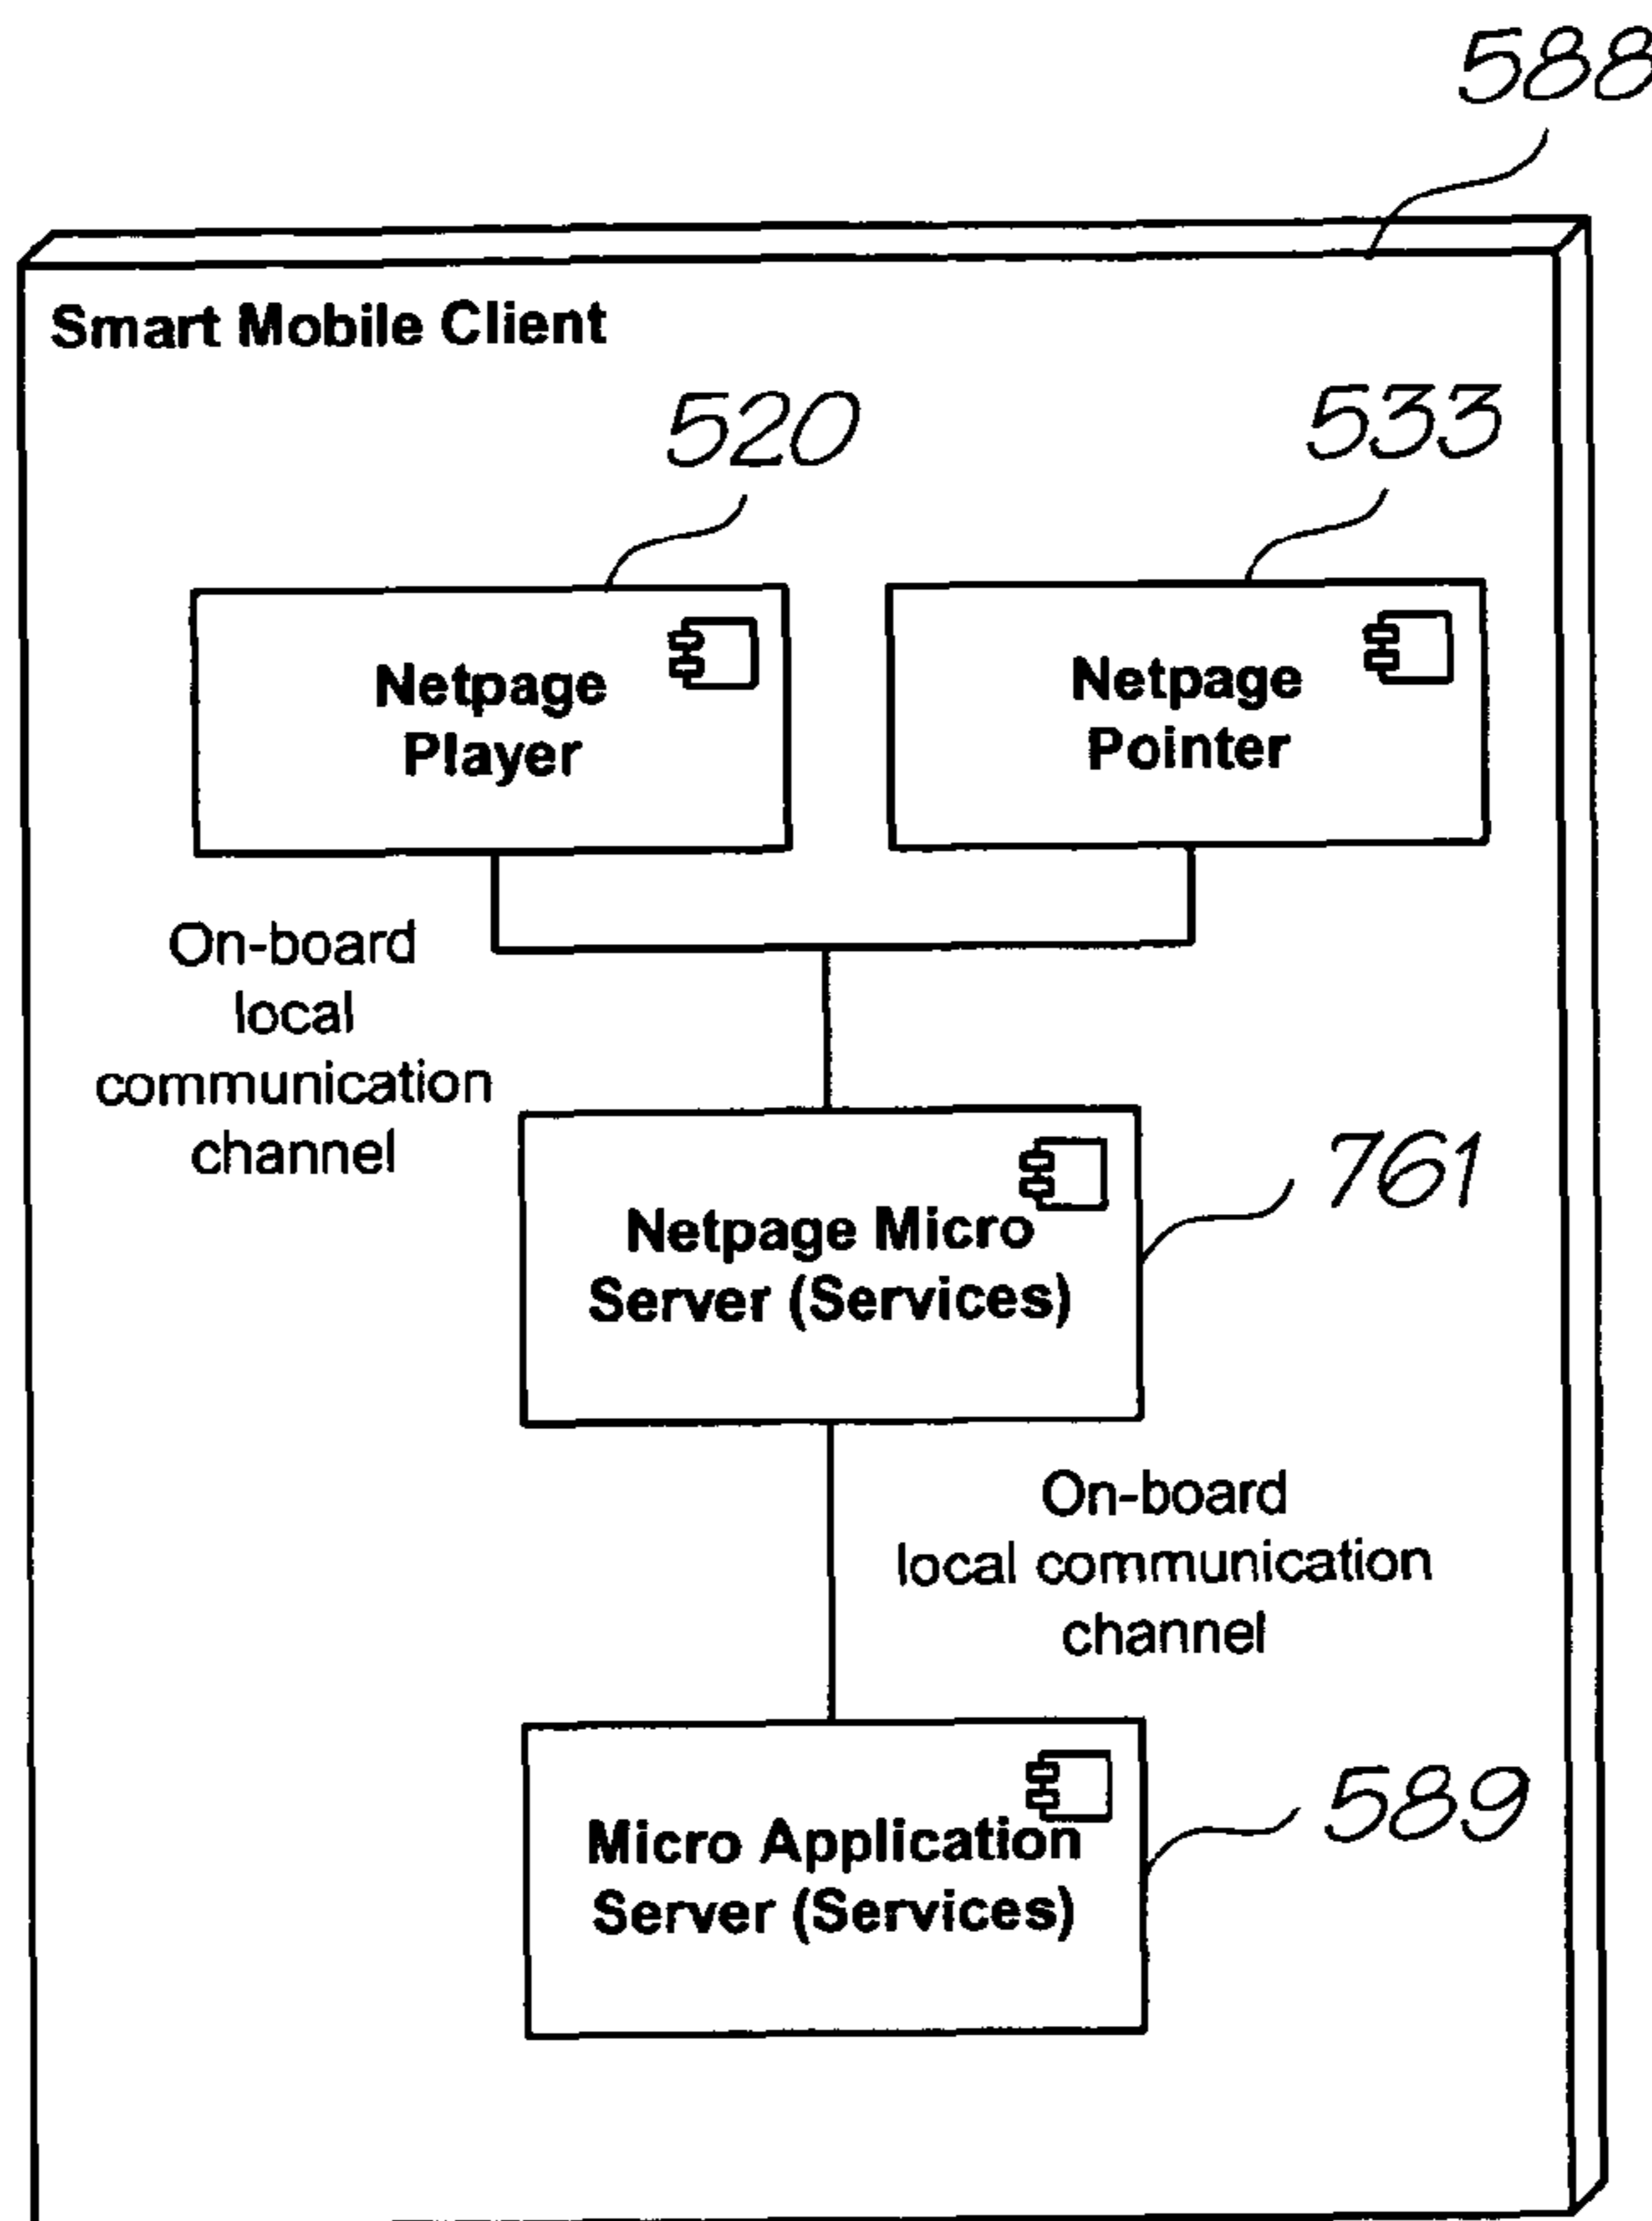 588
Smart Mobile Client
520
533
Netpage
Player
Netpage
Pointer
On-board
local
communication
channel
Netpage Micro
Server (Services)
761
On-board
local communication
channel
Micro Application
Server (Services)
589